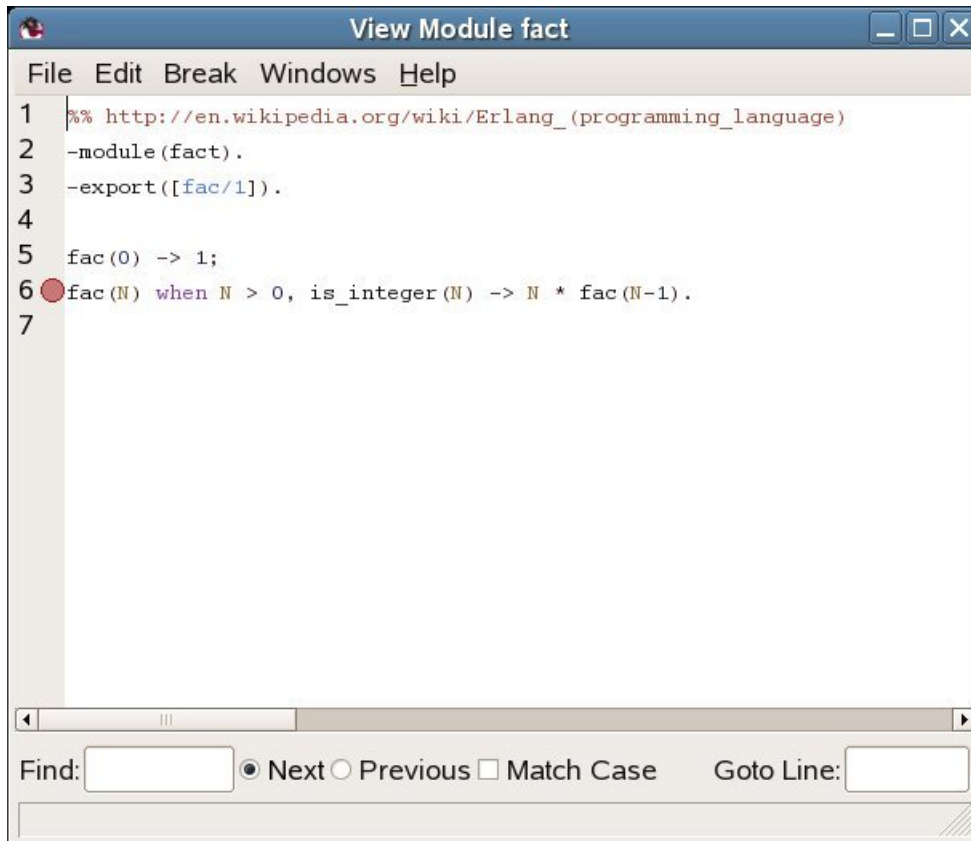 View Module fact
File Edit Break Windows Help
1 %% http://en.wikipedia.org/wiki/Erlang_(programming_language)
2 -module(fact).
3 -export([fac/1]).
4
5 fac(0) -> 1;
6 fac(N) when N > 0, is_integer(N) -> N * fac(N-1).
7
Find: Next Previous Match Case Goto Line: